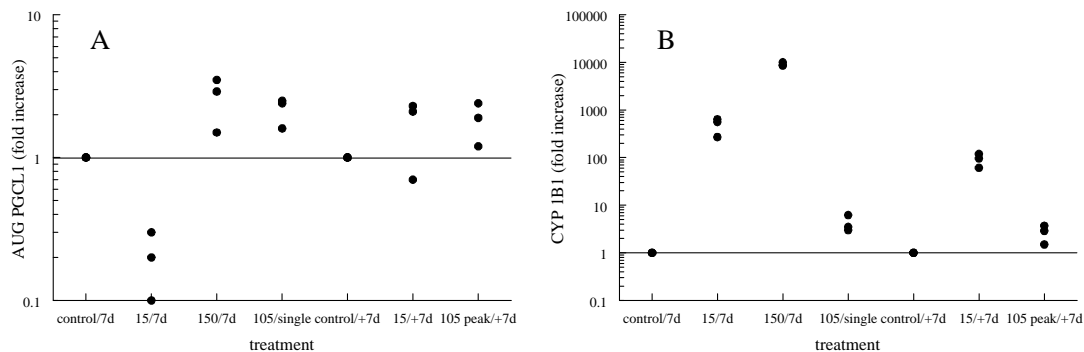 A
10
1
0.1
AUG PGCL1 (fold increase)
control/7d 15/7d 150/7d 105/single control/+7d 15/+7d 105 peak/+7d
treatment
B
100000
10000
1000
100
10
1
0.1
CYP 1B1 (fold increase)
control/7d 15/7d 150/7d 105/single control/+7d 15/+7d 105 peak/+7d
treatment